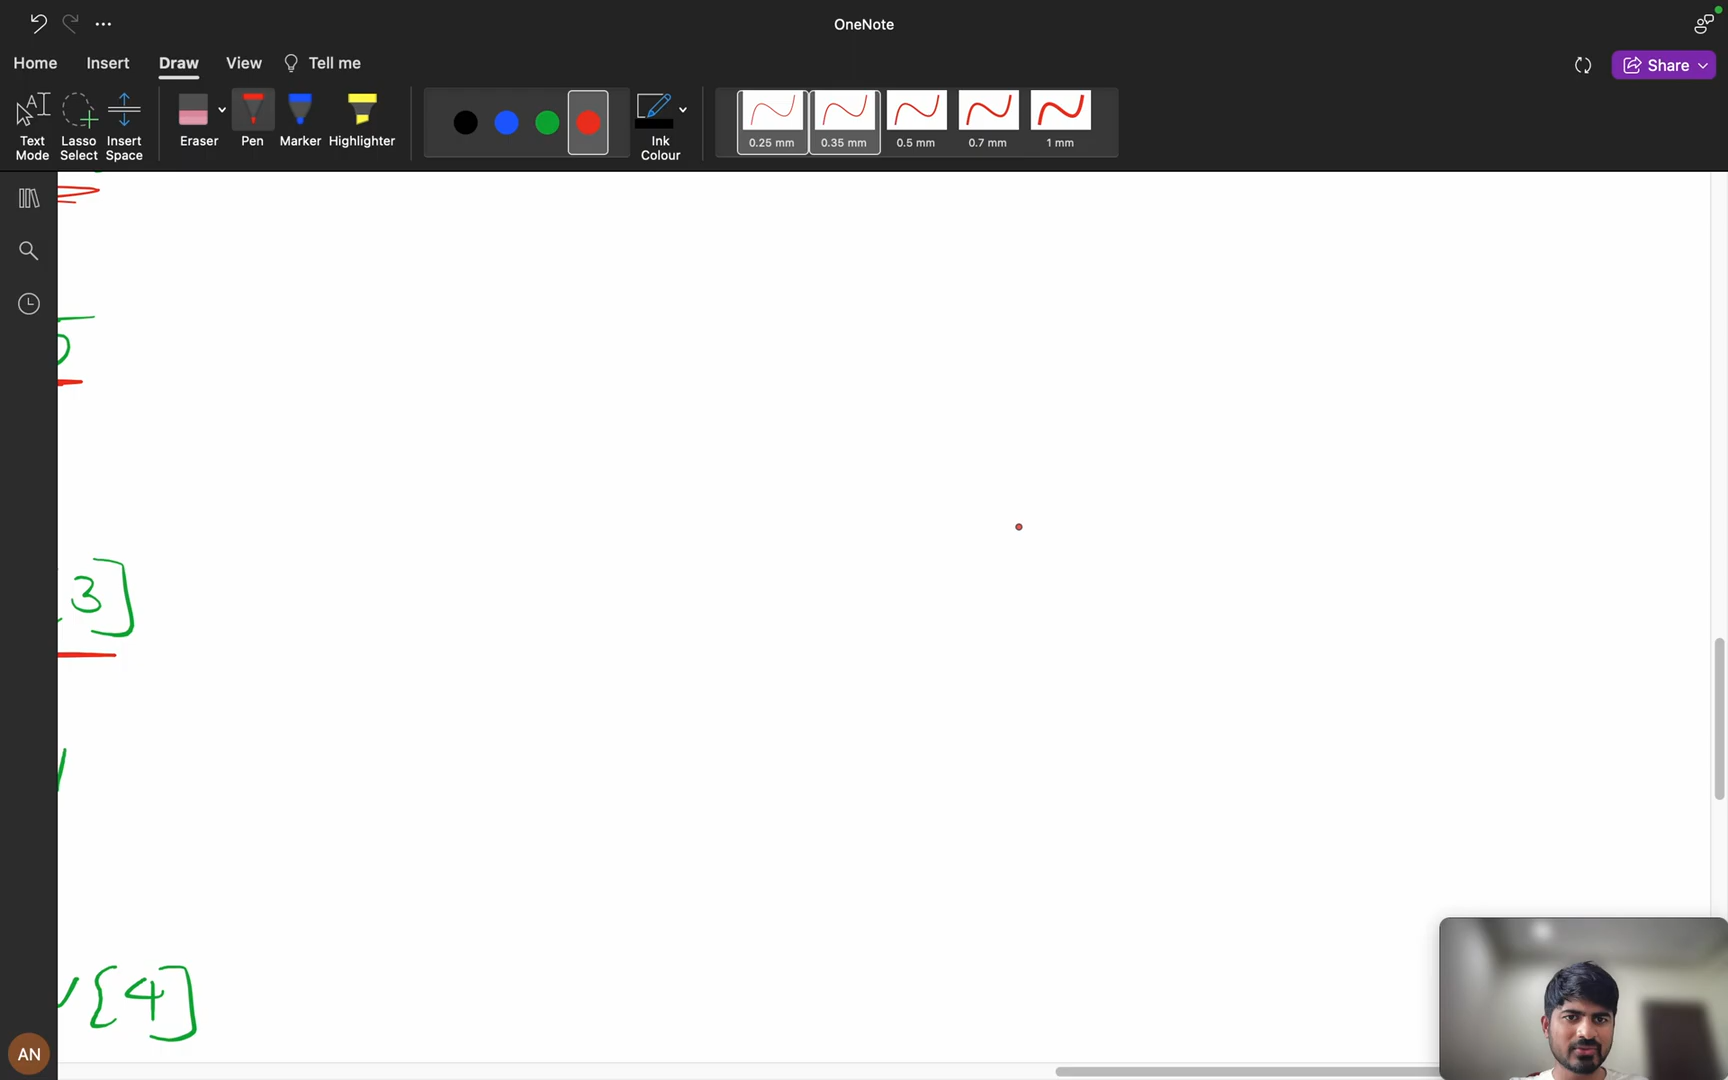 OneNote
Home Insert Draw View Tell me
Share
Text Mode
Lasso Select
Insert Space
Eraser
Pen
Marker
Highlighter
Ink Colour
0.25 mm
0.35 mm
0.5 mm
0.7 mm
1 mm
3]
[4]
AN